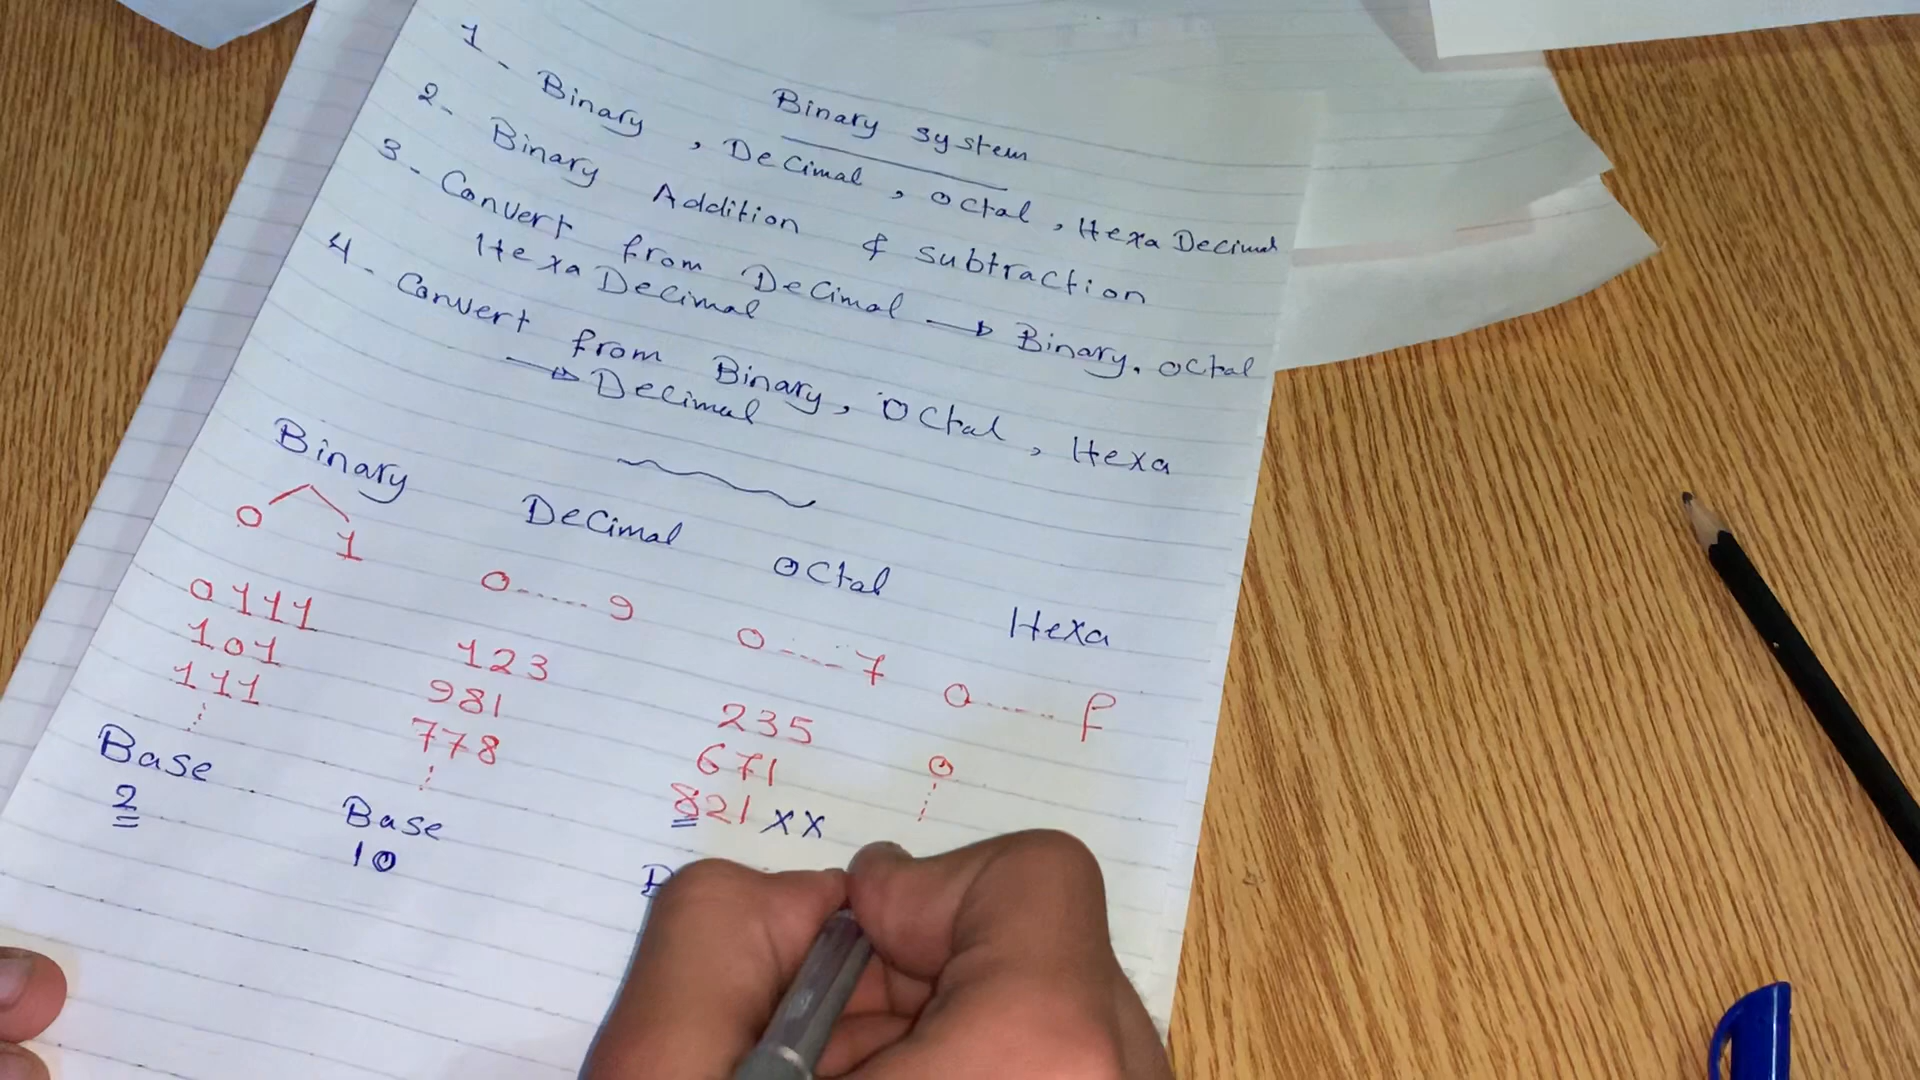 Binary system
1 - Binary , Decimal , octal , Hexa Decimal
2 - Binary Addition & subtraction
3 - Convert from Decimal → Binary. octal
Hexa Decimal
4 - Convert from Binary, Octal , Hexa
→ Decimal
Binary Decimal octal Hexa
0 1 0......9 0.....7 0.....f
0111 123 235 0
101 981 671
111 778 821 xx
Base Base
2 10